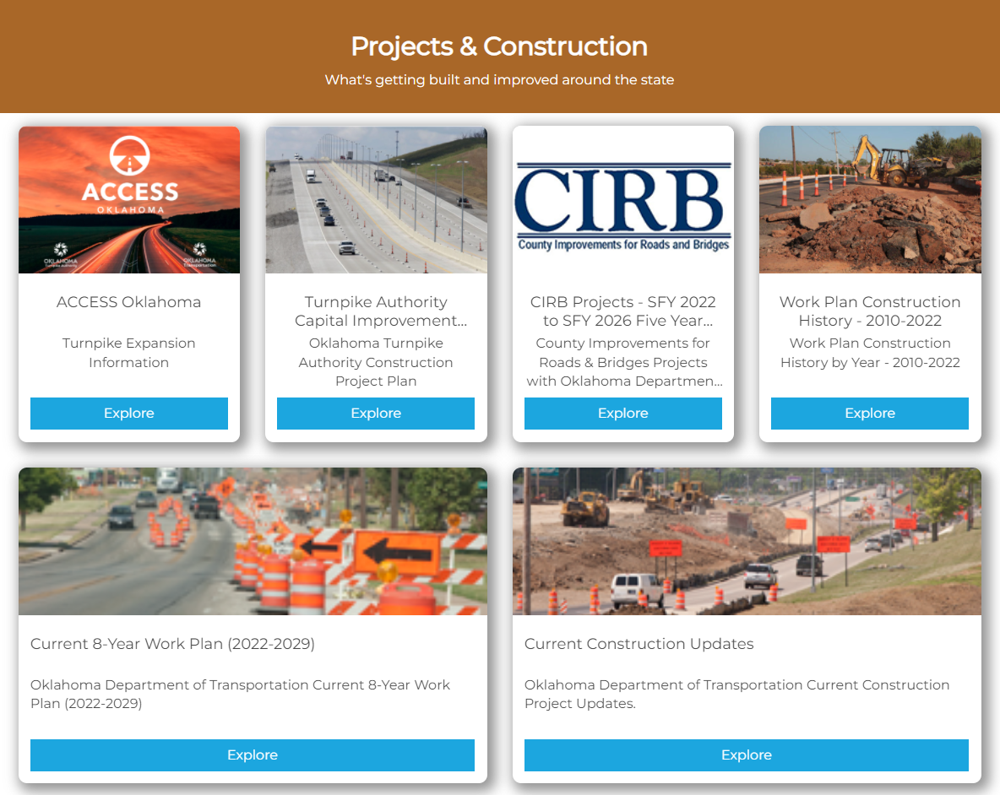 Projects & Construction
What's getting built and improved around the state
ACCESS
OKLAHOMA
OKLAHOMA
Turnpike Authority
OKLAHOMA
Transportation
CIRB
County Improvements for Roads and Bridges
ACCESS Oklahoma
Turnpike Expansion
Information
Explore
Turnpike Authority
Capital Improvement...
Oklahoma Turnpike
Authority Construction
Project Plan
Explore
CIRB Projects - SFY 2022
to SFY 2026 Five Year...
County Improvements for
Roads & Bridges Projects
with Oklahoma Departmen...
Explore
Work Plan Construction
History - 2010-2022
Work Plan Construction
History by Year - 2010-2022
Explore
Current 8-Year Work Plan (2022-2029)
Oklahoma Department of Transportation Current 8-Year Work
Plan (2022-2029)
Explore
Current Construction Updates
Oklahoma Department of Transportation Current Construction
Project Updates.
Explore